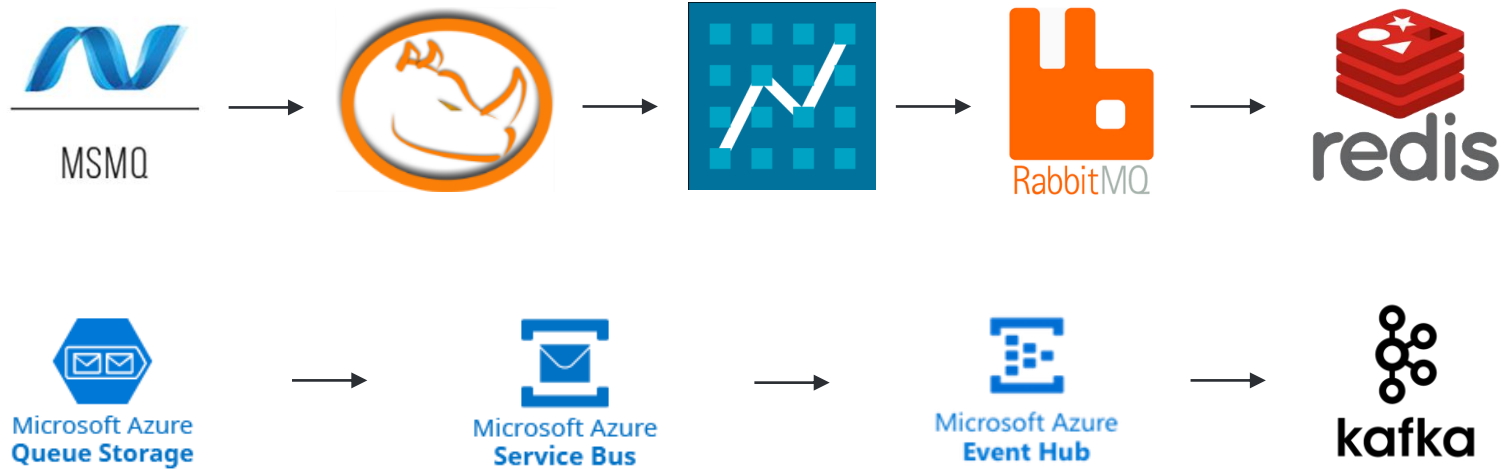 MSMQ
RabbitMQ
redis
Microsoft Azure
Queue Storage
Microsoft Azure
Service Bus
Microsoft Azure
Event Hub
kafka